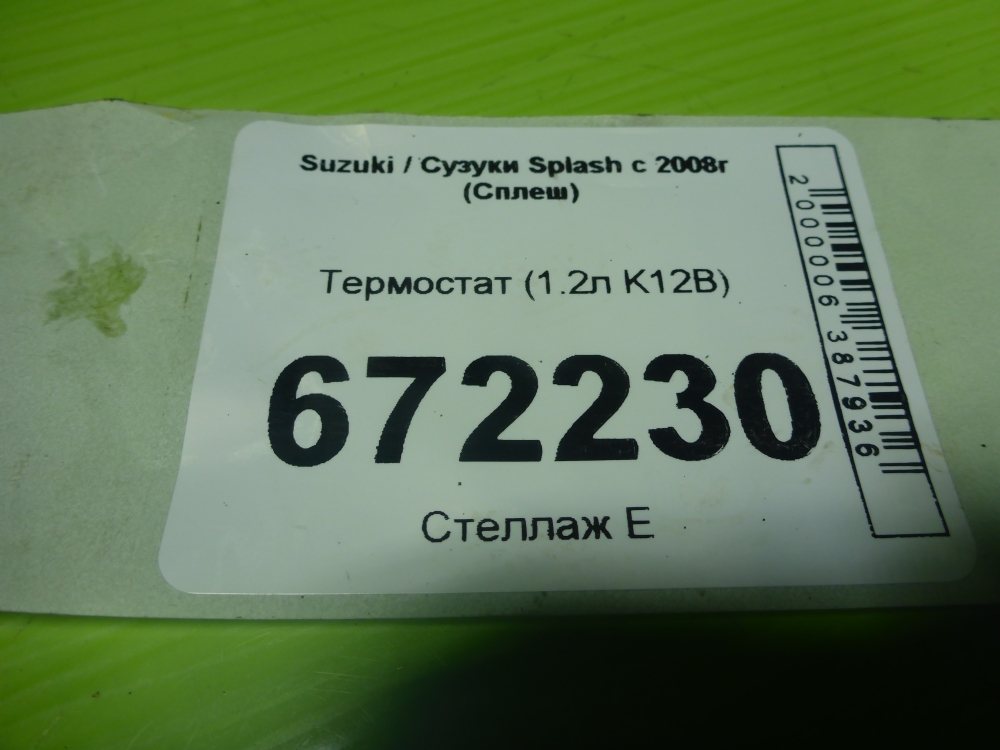 Suzuki / Сузуки Splash с 2008г
(Сплеш)
Термостат (1.2л K12B)
672230
Стеллаж Е
2000006387936